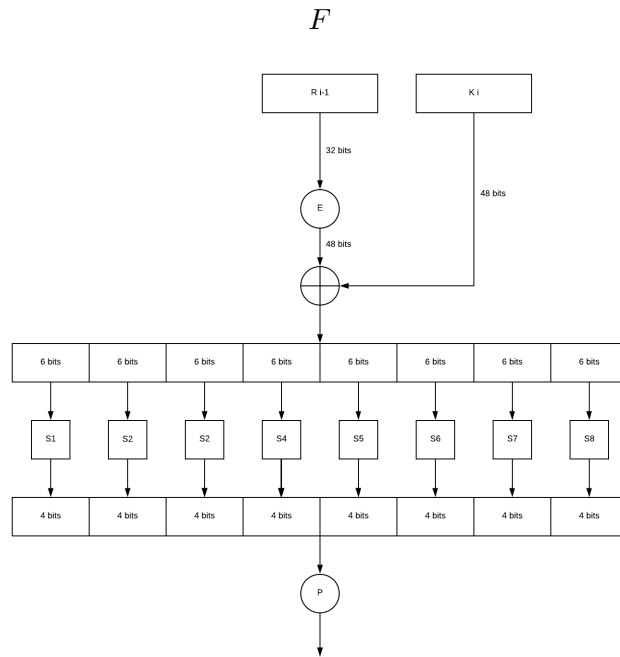 F
R i-1 K i
32 bits
48 bits
E
48 bits
6 bits 6 bits 6 bits 6 bits 6 bits 6 bits 6 bits 6 bits
S1 S2 S2 S4 S5 S6 S7 S8
4 bits 4 bits 4 bits 4 bits 4 bits 4 bits 4 bits 4 bits
P